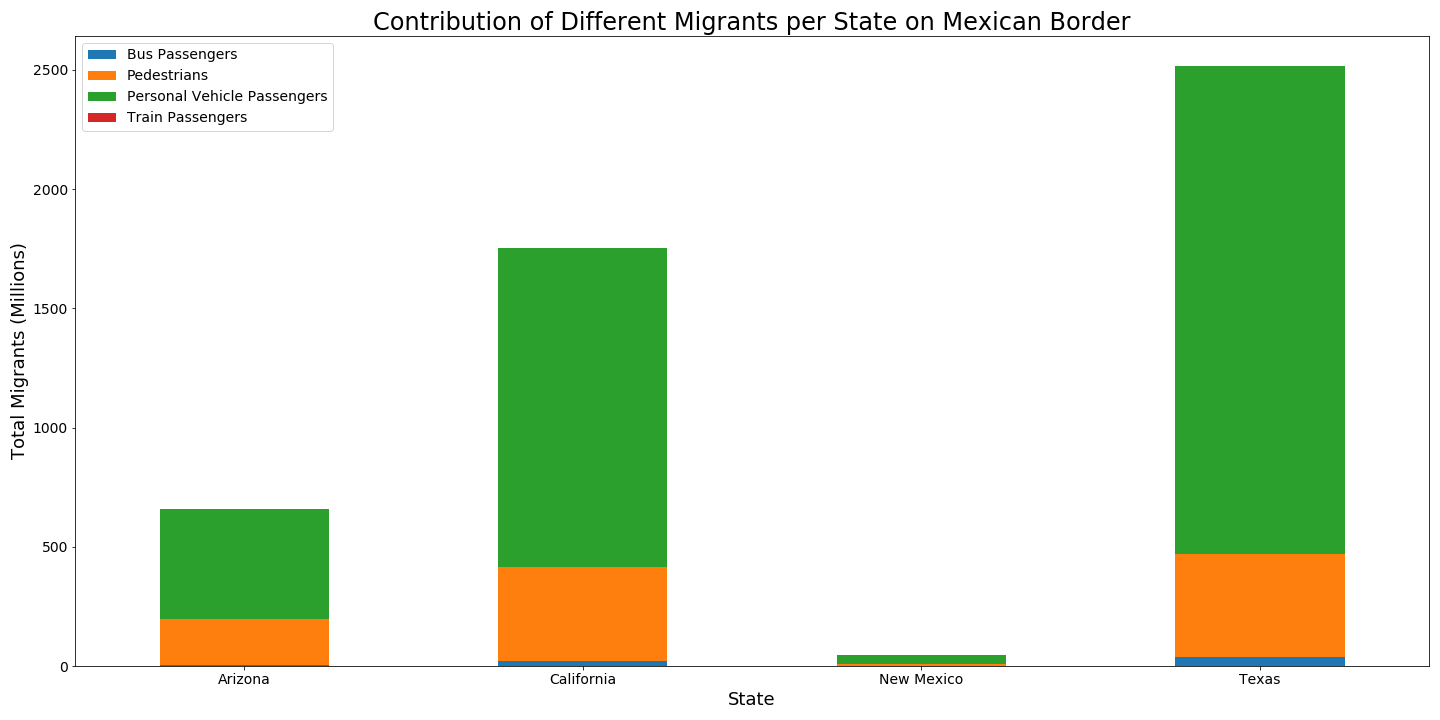 Contribution of Different Migrants per State on Mexican Border
Bus Passengers
Pedestrians
Personal Vehicle Passengers
Train Passengers
Total Migrants (Millions)
2500
2000
1500
1000
500
0
Arizona California New Mexico Texas
State